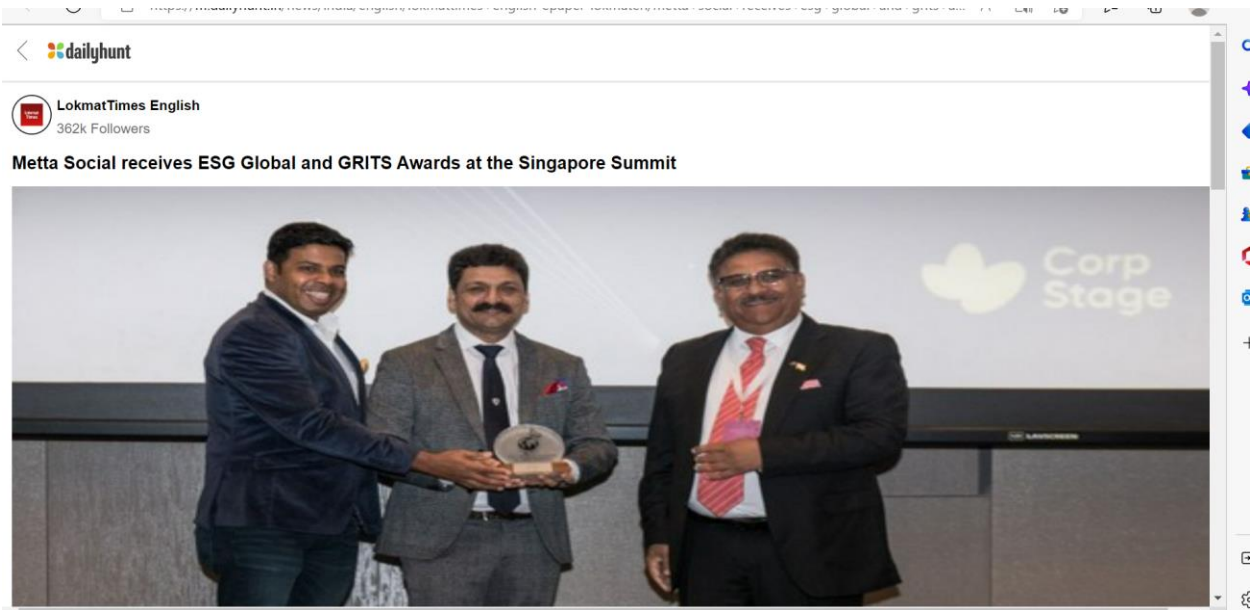 dailyhunt
LokmatTimes English
362k Followers
Metta Social receives ESG Global and GRITS Awards at the Singapore Summit
Corp
Stage